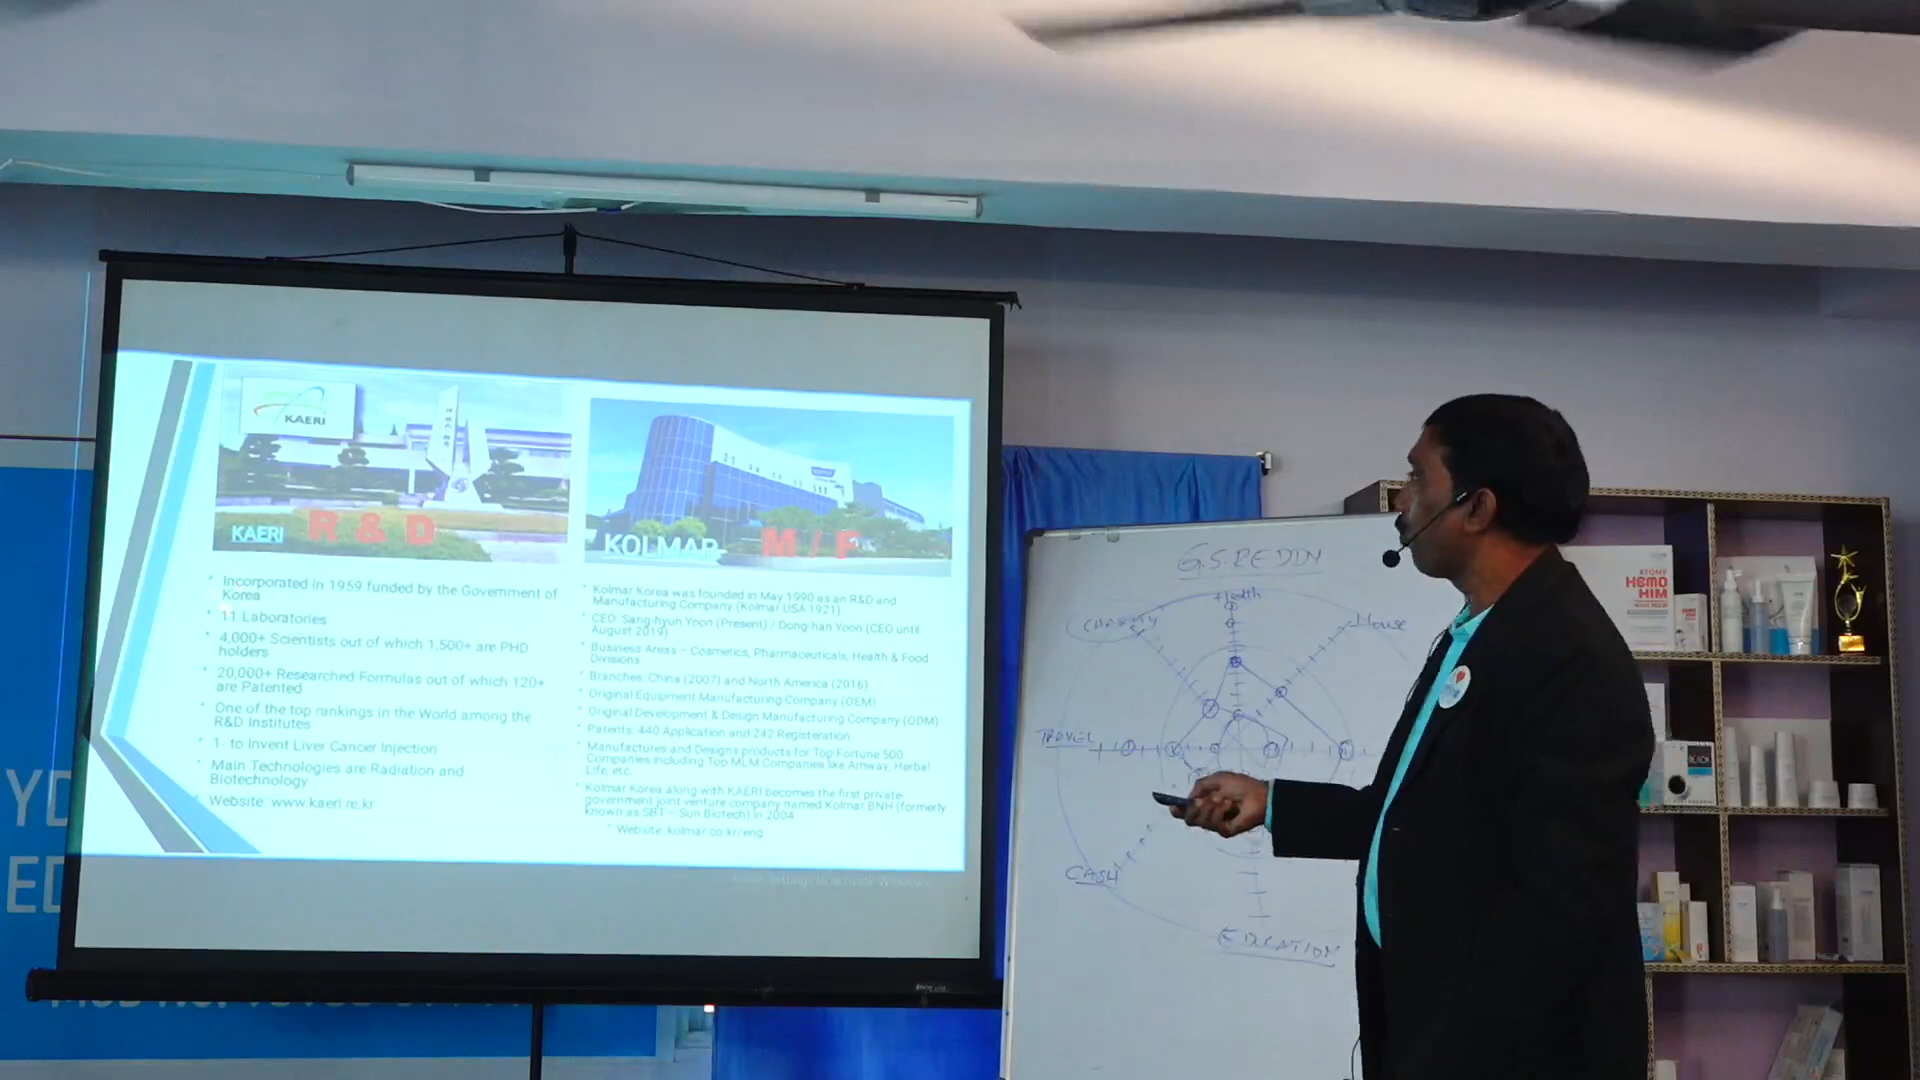 KAERI
KAERI R & D
KOLMAR M / F
Incorporated in 1959 funded by the Government of
Korea
11 Laboratories
4,000+ Scientists out of which 1,500+ are PHD
holders
20,000+ Researched Formulas out of which 120+
are Patented
One of the top rankings in the World among the
R&D Institutes
1- to Invent Liver Cancer Injection
Main Technologies are Radiation and
Biotechnology
Website: www.kaeri.re.kr
Kolmar Korea was founded in May 1990 as an R&D and
Manufacturing Company (Kolmar USA 1921)
CEO: Sang-hyun Yoon (Present) / Dong-han Yoon (CEO until
August 2019)
Business Areas – Cosmetics, Pharmaceuticals, Health & Food
Divisions
Branches: China (2007) and North America (2016)
Original Equipment Manufacturing Company (OEM)
Original Development & Design Manufacturing Company (ODM)
Patents: 440 Application and 242 Registeration
Manufactures and Designs products for Top Fortune 500
Companies including Top MLM Companies like Amway, Herbal
Life, etc.
Kolmar Korea along with KAERI becomes the first private-
government joint venture company named Kolmar BNH (formerly
known as SBT – Sun Biotech) in 2004
Website: kolmar.co.kr/eng
G.S.REDDY
Health
CHARITY
House
TRAVEL
CASH
EDUCATION
ATOMY
HEMO
HIM